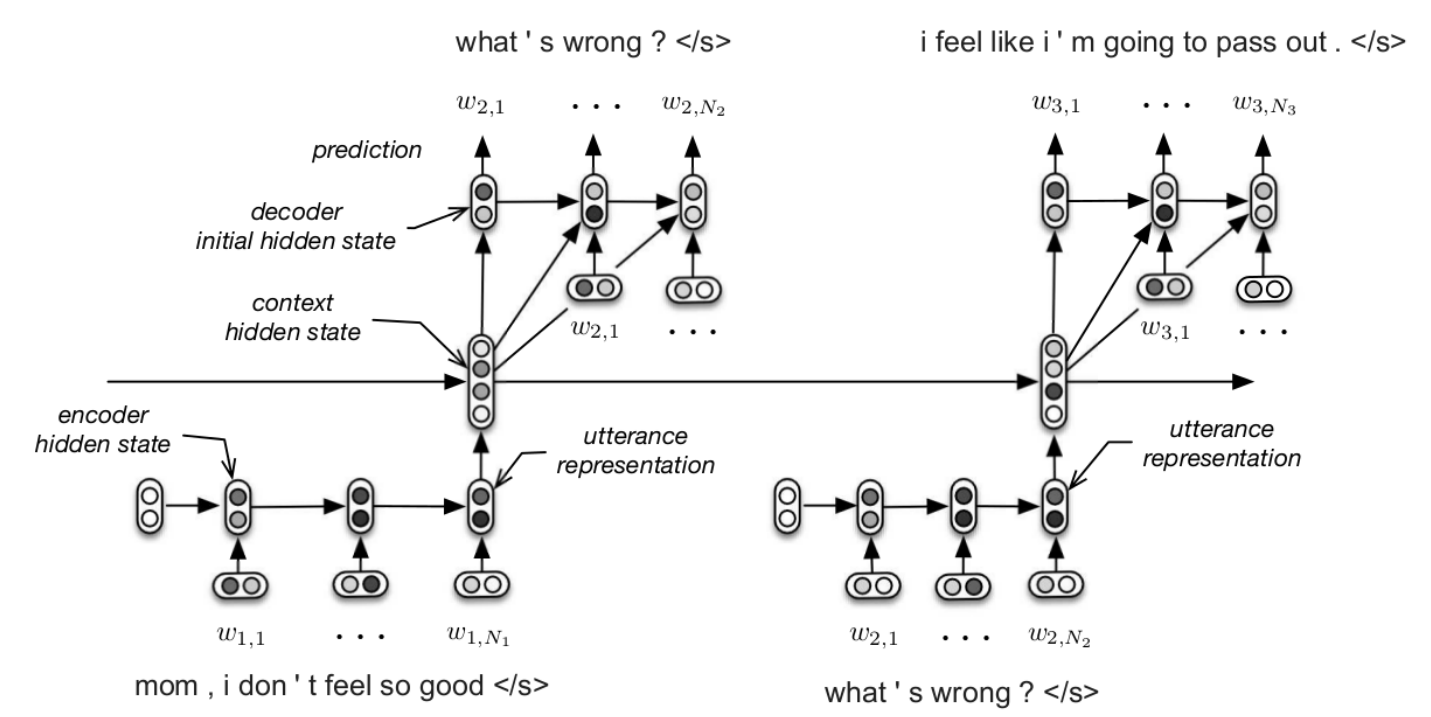 what ' s wrong ? </s>
i feel like i ' m going to pass out . </s>
w2,1 . . . w2,N2
w3,1 . . . w3,N3
prediction
decoder
initial hidden state
context
hidden state
w2,1 . . .
w3,1 . . .
encoder
hidden state
utterance
representation
utterance
representation
w1,1 . . . w1,N1
w2,1 . . . w2,N2
mom , i don ' t feel so good </s>
what ' s wrong ? </s>